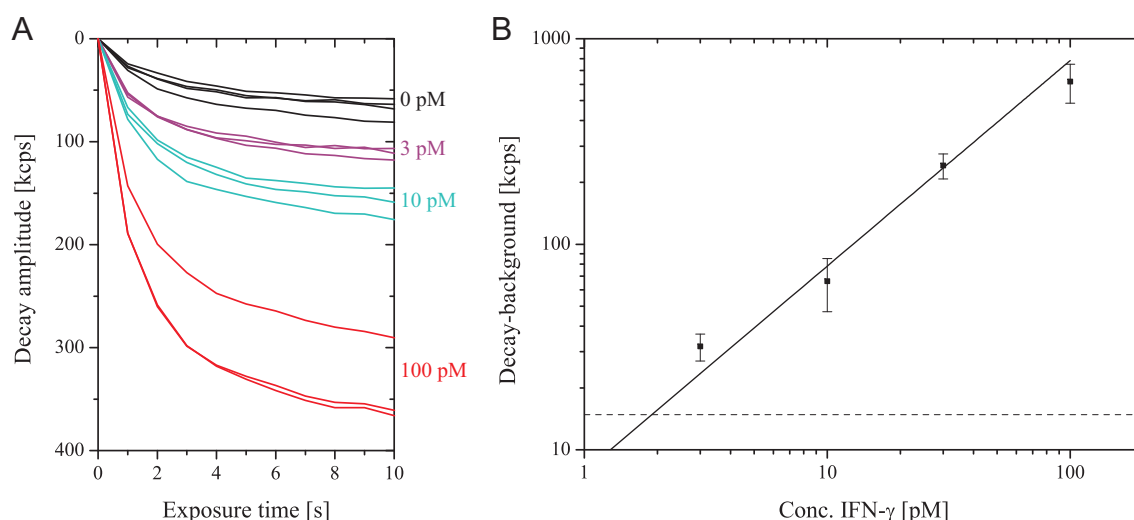 A
Decay amplitude [kcps]
0
100
200
300
400
0 pM
3 pM
10 pM
100 pM
0 2 4 6 8 10
Exposure time [s]
B
Decay-background [kcps]
1000
100
10
1 10 100
Conc. IFN-γ [pM]